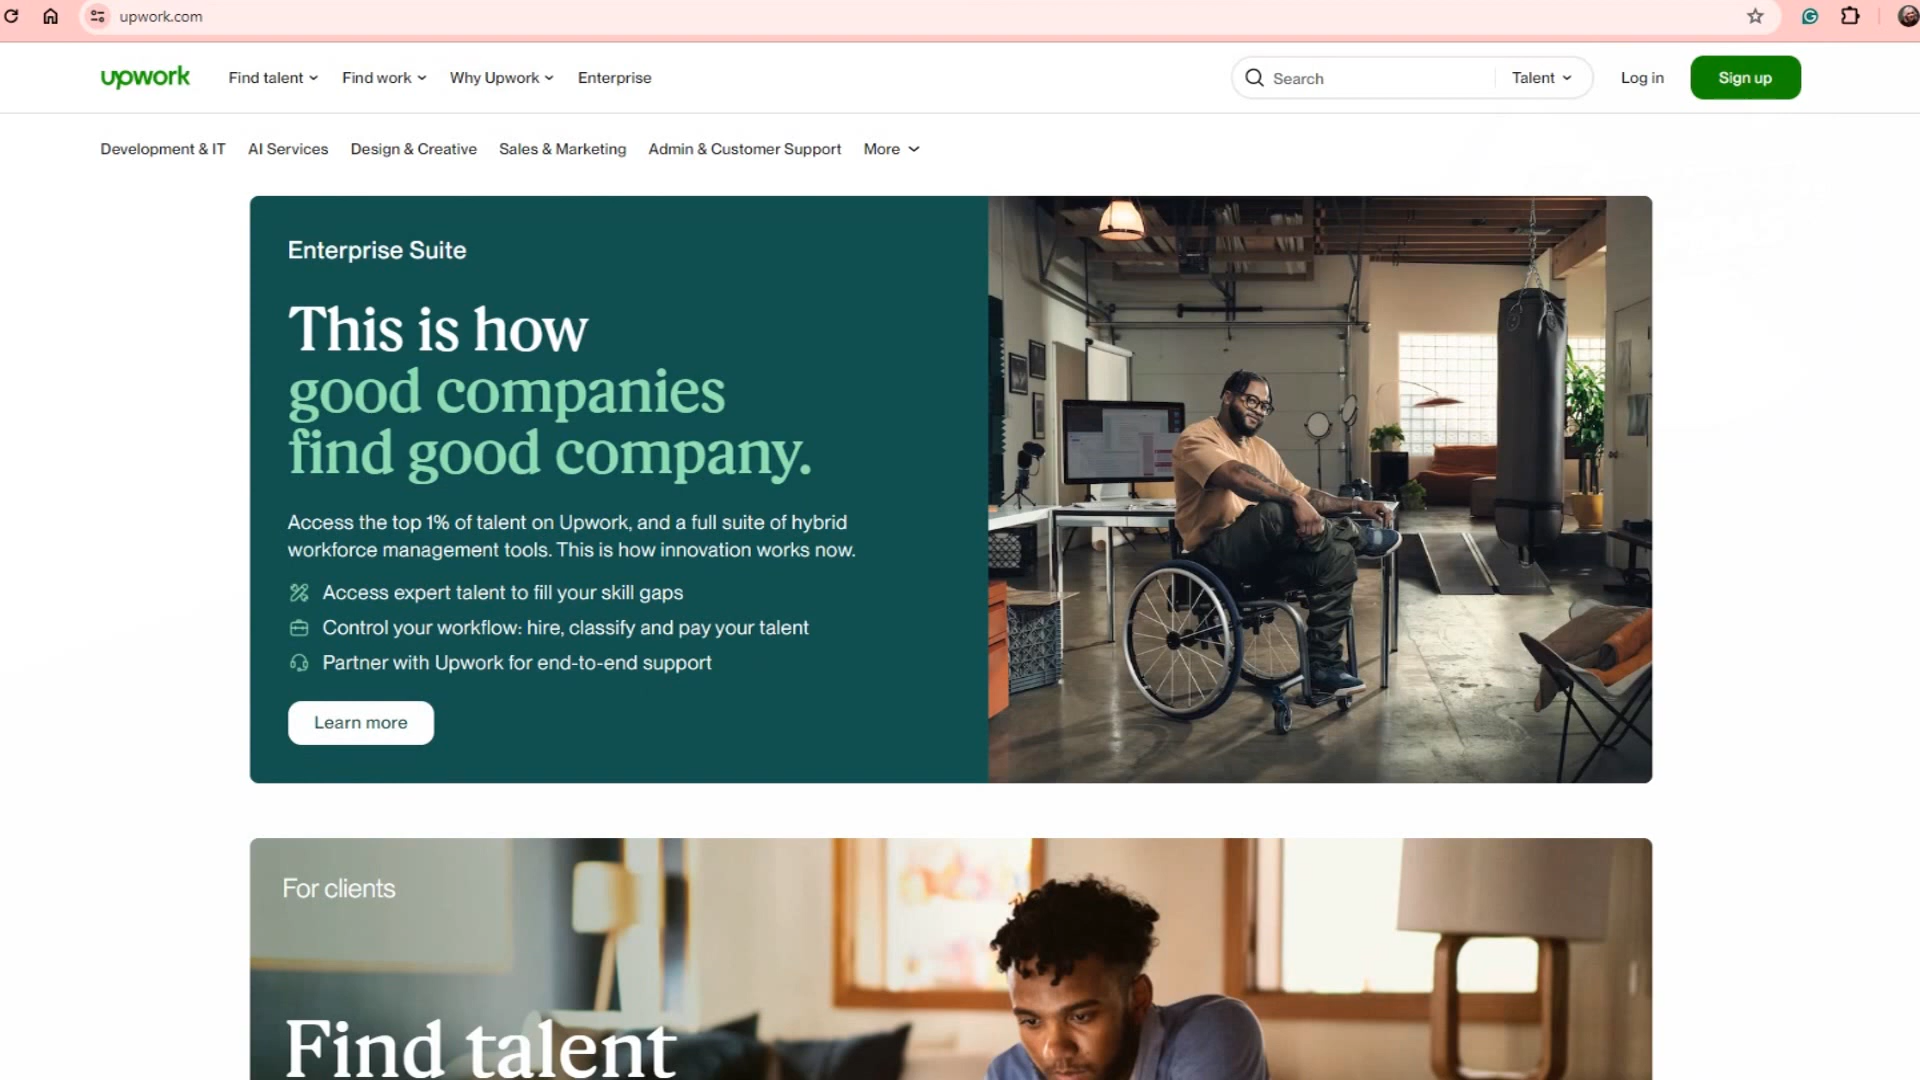 upwork.com
upwork Find talent Find work Why Upwork Enterprise Search Talent Log in Sign up
Development & IT AI Services Design & Creative Sales & Marketing Admin & Customer Support More
Enterprise Suite
This is how
good companies
find good company.
Access the top 1% of talent on Upwork, and a full suite of hybrid
workforce management tools. This is how innovation works now.
Access expert talent to fill your skill gaps
Control your workflow: hire, classify and pay your talent
Partner with Upwork for end-to-end support
Learn more
For clients
Find talent